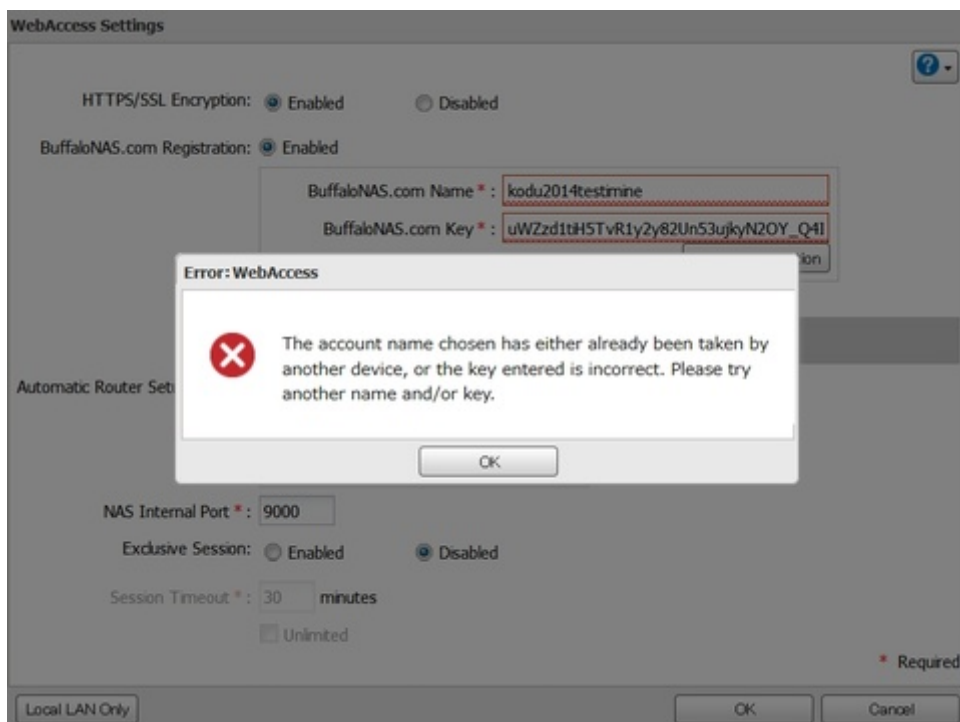 WebAccess Settings
HTTPS/SSL Encryption: Enabled Disabled
BuffaloNAS.com Registration: Enabled
BuffaloNAS.com Name * : kodu2014testimine
BuffaloNAS.com Key * : uWZzd1tiH5TvR1y2y82Un53ujkyN2OY_Q4I
Error: WebAccess
The account name chosen has either already been taken by
another device, or the key entered is incorrect. Please try
another name and/or key.
Automatic Router
OK
NAS Internal Port * : 9000
Exclusive Session: Enabled Disabled
Session Timeout * : 30 minutes
Unlimited
* Required
Local LAN Only OK Cancel